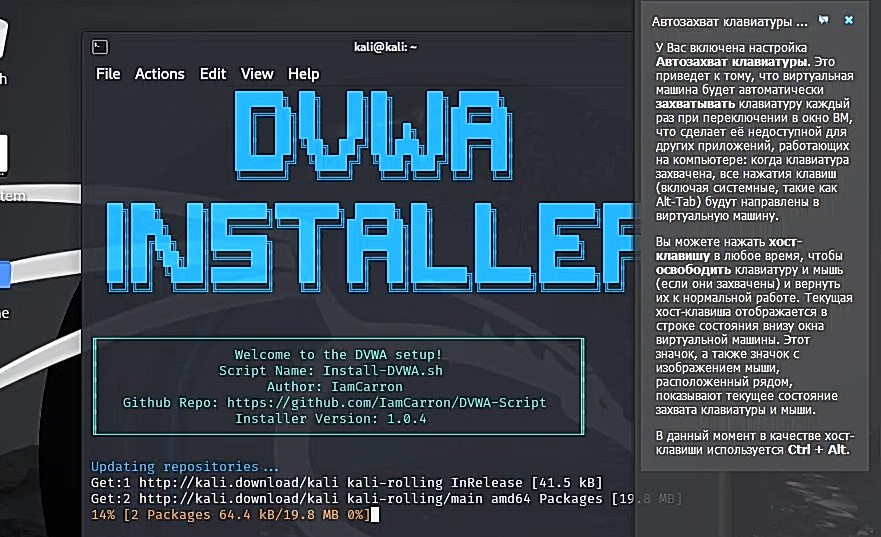 kali@kali: ~
File Actions Edit View Help
DVWA
INSTALLER
Welcome to the DVWA setup!
Script Name: Install-DVWA.sh
Author: IamCarron
Github Repo: https://github.com/IamCarron/DVWA-Script
Installer Version: 1.0.4
Updating repositories...
Get:1 http://kali.download/kali kali-rolling InRelease [41.5 kB]
Get:2 http://kali.download/kali kali-rolling/main amd64 Packages [19.8 MB]
14% [2 Packages 64.4 kB/19.8 MB 0%]
Автозахват клавиатуры ...
У Вас включена настройка
Автозахват клавиатуры. Это
приведет к тому, что виртуальная
машина будет автоматически
захватывать клавиатуру каждый
раз при переключении в окно ВМ,
что сделает её недоступной для
других приложений, работающих
на компьютере: когда клавиатура
захвачена, все нажатия клавиш
(включая системные, такие как
Alt-Tab) будут направлены в
виртуальную машину.
Вы можете нажать хост-
клавишу в любое время, чтобы
освободить клавиатуру и мышь
(если они захвачены) и вернуть
их к нормальной работе. Текущая
хост-клавиша отображается в
строке состояния внизу окна
виртуальной машины. Этот
значок, а также значок с
изображением мыши,
расположенный рядом,
показывают текущее состояние
захвата клавиатуры и мыши.
В данный момент в качестве хост-
клавиши используется Ctrl + Alt.